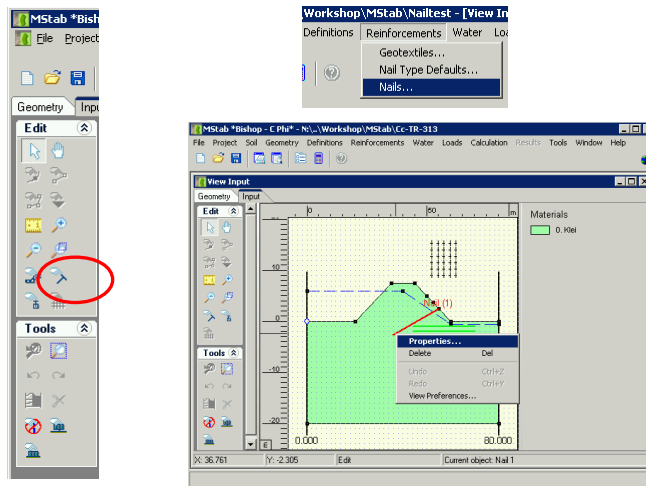 MStab *Bish
File Project
Geometry Inpu
Edit
Tools
\Workshop\MStab\Nailtest - [View In
Definitions Reinforcements Water Loa
Geotextiles...
Nail Type Defaults...
Nails...
MStab *Bishop - C Phi* - N:\..\Workshop\MStab\Cc-TR-313
File Project Soil Geometry Definitions Reinforcements Water Loads Calculation Results Tools Window Help
View Input
Geometry Input
Edit
Tools
0 50 m
10
0
-10
-20
0.000 80.000
Nail (1)
Materials
0. Klei
Properties...
Delete Del
Undo Ctrl+Z
Redo Ctrl+Y
View Preferences...
X: 36.761 Y: -2.305 Edit Current object: Nail 1